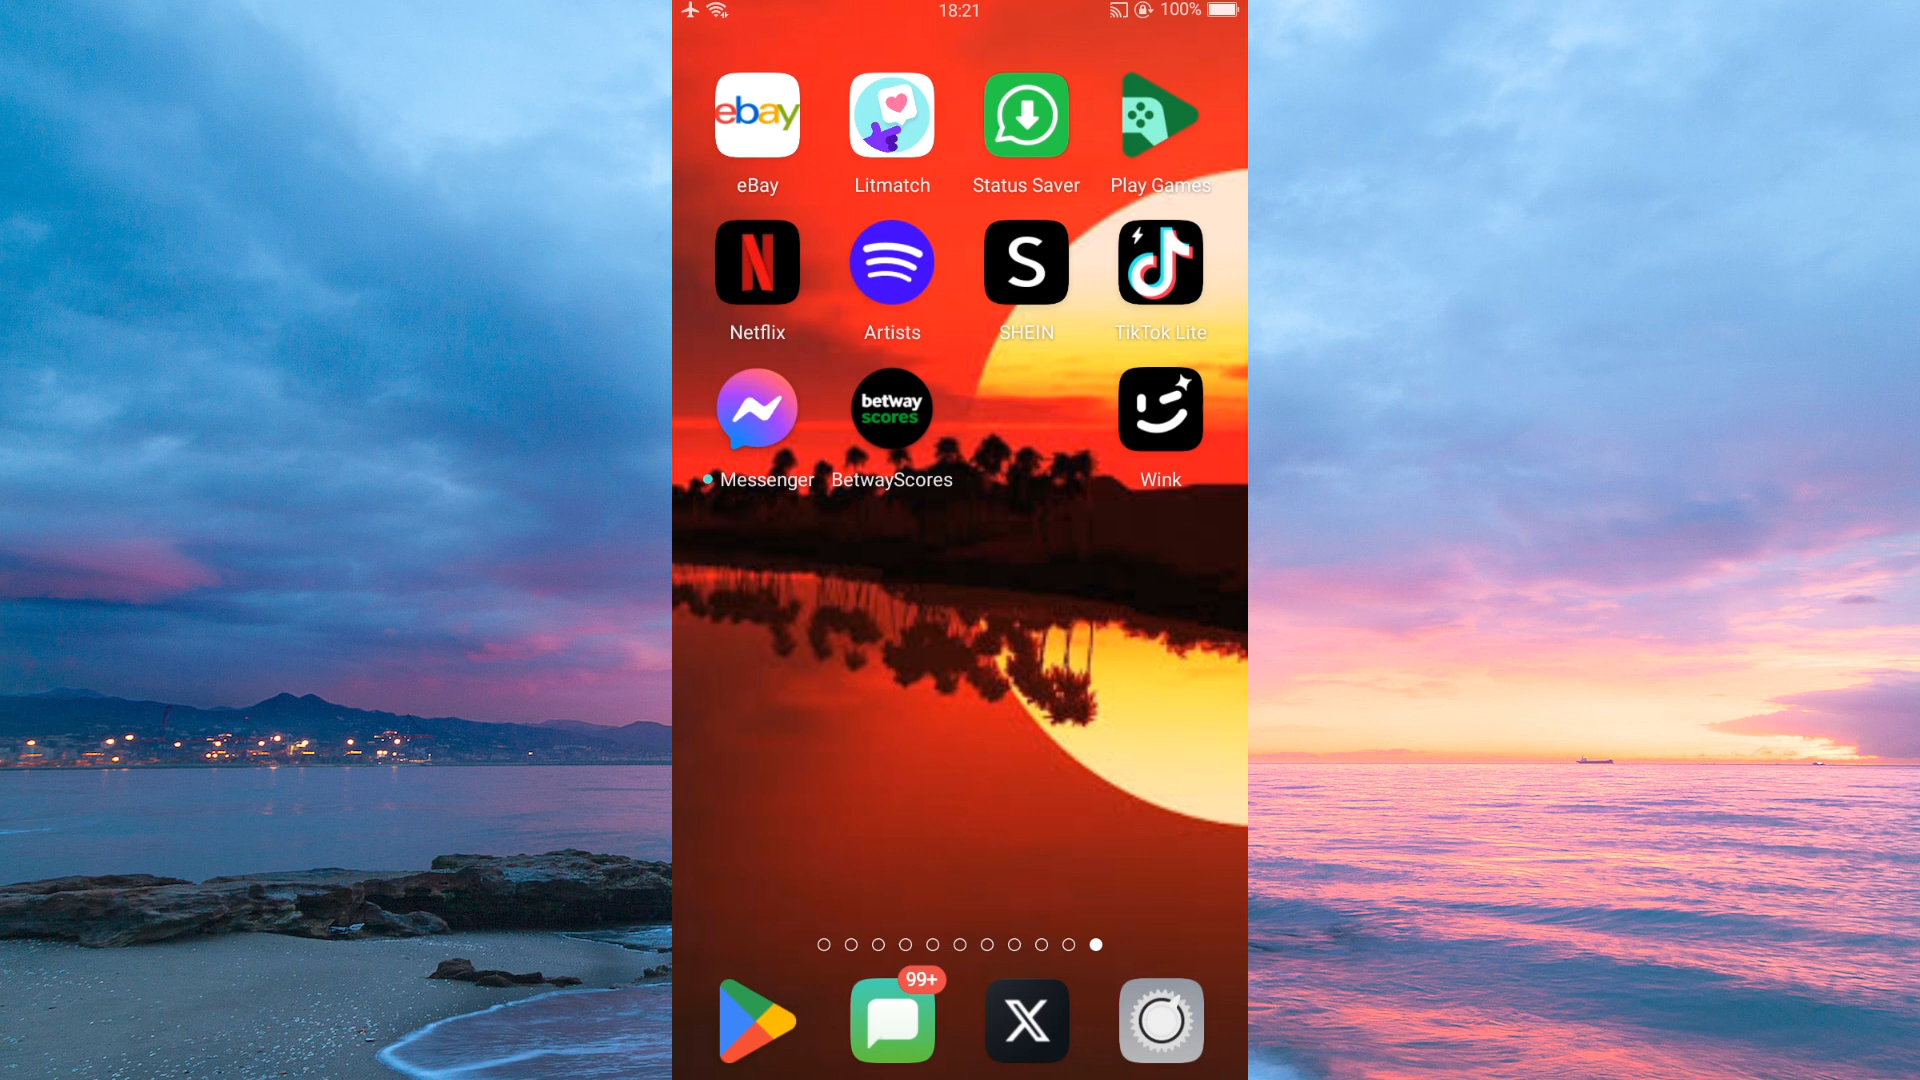 18:21
100%
ebay
eBay
Litmatch
Status Saver
Play Games
N
S
Netflix
Artists
SHEIN
TikTok Lite
betway
scores
Messenger
BetwayScores
Wink
99+
X